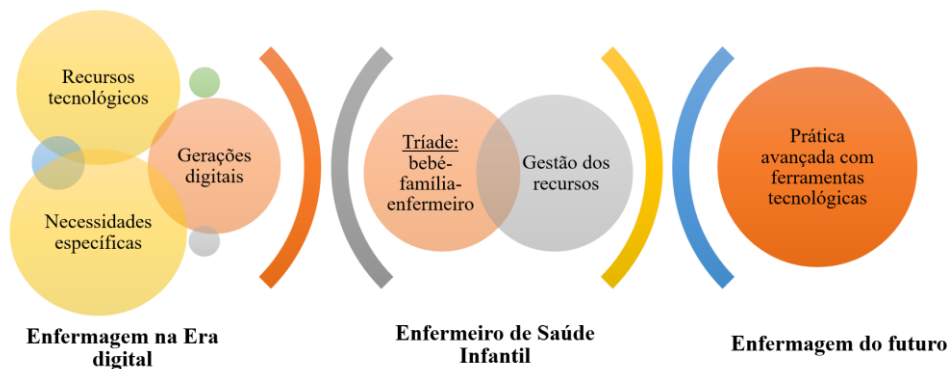 Recursos
tecnológicos
Gerações
digitais
Necessidades
específicas
Enfermagem na Era
digital
Tríade:
bebé-
família-
enfermeiro
Gestão dos
recursos
Enfermeiro de Saúde
Infantil
Prática
avançada com
ferramentas
tecnológicas
Enfermagem do futuro